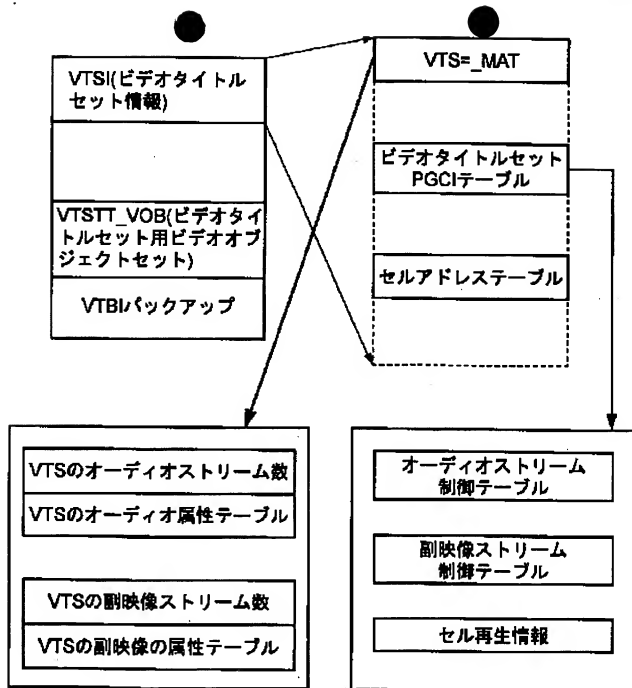 VTSI(ビデオタイトル
セット情報)
VTSTT_VOB(ビデオタイ
トルセット用ビデオオブ
ジェクトセット)
VTBIバックアップ
VTS=_MAT
ビデオタイトルセット
PGCIテーブル
セルアドレステーブル
VTSのオーディオストリーム数
VTSのオーディオ属性テーブル
VTSの副映像ストリーム数
VTSの副映像の属性テーブル
オーディオストリーム
制御テーブル
副映像ストリーム
制御テーブル
セル再生情報